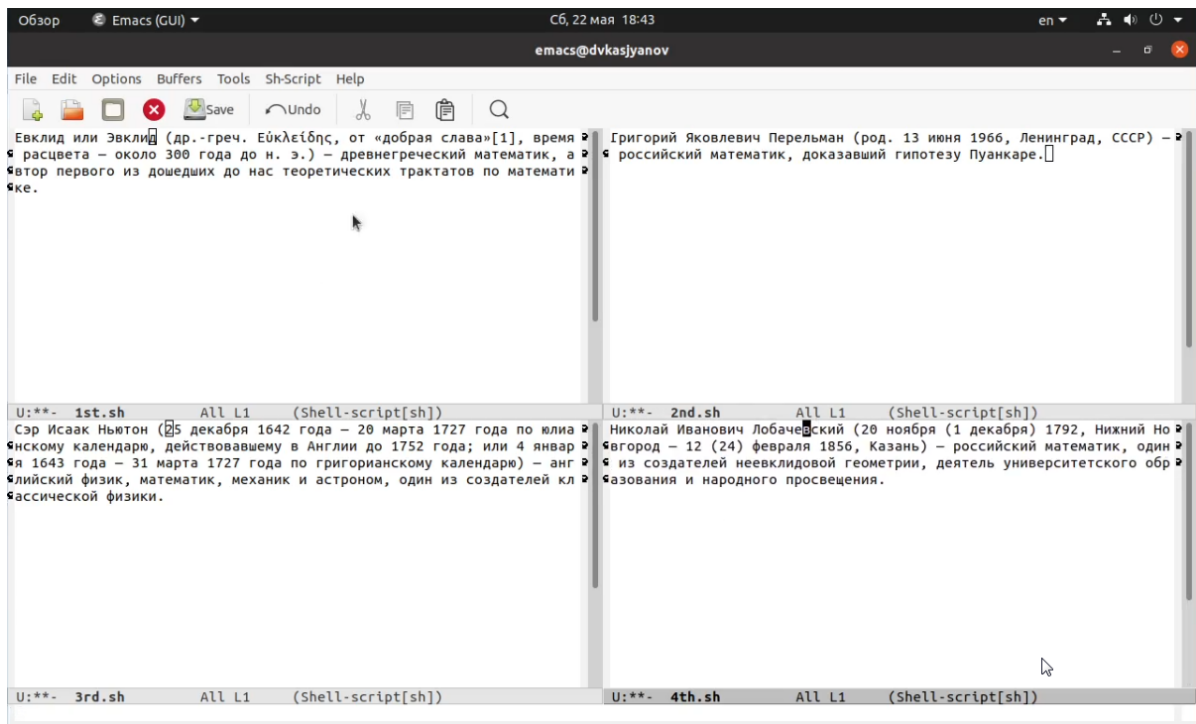 Обзор Emacs (GUI) Сб, 22 мая 18:43 en
emacs@dvkasjyanov
File Edit Options Buffers Tools Sh-Script Help
Save Undo
Евклид или Эвклид (др.-греч. Εὐκλείδης, от «добрая слава»[1], время
расцвета — около 300 года до н. э.) — древнегреческий математик, а
втор первого из дошедших до нас теоретических трактатов по математи
ке.
U:**- 1st.sh All L1 (Shell-script[sh])
Григорий Яковлевич Перельман (род. 13 июня 1966, Ленинград, СССР) —
российский математик, доказавший гипотезу Пуанкаре.
U:**- 2nd.sh All L1 (Shell-script[sh])
Сэр Исаак Ньютон (25 декабря 1642 года — 20 марта 1727 года по юлиа
нскому календарю, действовавшему в Англии до 1752 года; или 4 январ
я 1643 года — 31 марта 1727 года по григорианскому календарю) — анг
лийский физик, математик, механик и астроном, один из создателей кл
ассической физики.
U:**- 3rd.sh All L1 (Shell-script[sh])
Николай Иванович Лобачевский (20 ноября (1 декабря) 1792, Нижний Но
вгород — 12 (24) февраля 1856, Казань) — российский математик, один
из создателей неевклидовой геометрии, деятель университетского обр
азования и народного просвещения.
U:**- 4th.sh All L1 (Shell-script[sh])